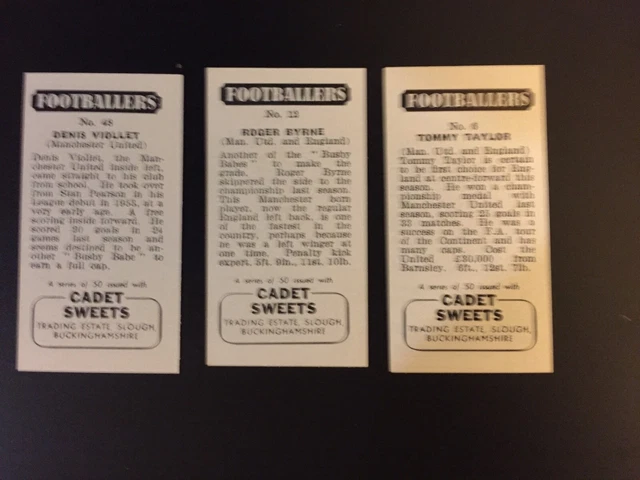 FOOTBALLERS
No. 48
DENIS VIOLLET
(Manchester United)
Denis Viollet, the Man-
chester United inside left,
came straight to his club
from school. He took over
from Stan Pearson in his
League debut in 1953, at a
very early age. A free
scoring inside forward. He
scored 20 goals in 34
games last season and
seems destined to be an-
other "Busby Babe" to
earn a full cap.
A series of 50 issued with
CADET
SWEETS
TRADING ESTATE, SLOUGH,
BUCKINGHAMSHIRE
FOOTBALLERS
No. 12
ROGER BYRNE
(Man. Utd. and England)
Another of the "Busby
Babes" to make the
grade. Roger Byrne
skippered the side to the
championship last season.
This Manchester born
player, now the regular
England left back, is one
of the fastest in the
country, perhaps because
he was a left winger at
one time. Penalty kick
expert. 5ft. 9in., 11st. 10lb.
A series of 50 issued with
CADET
SWEETS
TRADING ESTATE, SLOUGH,
BUCKINGHAMSHIRE
FOOTBALLERS
No. 6
TOMMY TAYLOR
(Man. Utd. and England)
Tommy Taylor is certain
to be first choice for Eng-
land at centre-forward this
season. He won a cham-
pionship medal with
Manchester United last
season, scoring 25 goals in
33 matches. He was a
success on the F.A. tour
of the Continent and has
many caps. Cost the
United £30,000 from
Barnsley. 6ft., 12st. 7lb.
A series of 50 issued with
CADET
SWEETS
TRADING ESTATE, SLOUGH,
BUCKINGHAMSHIRE